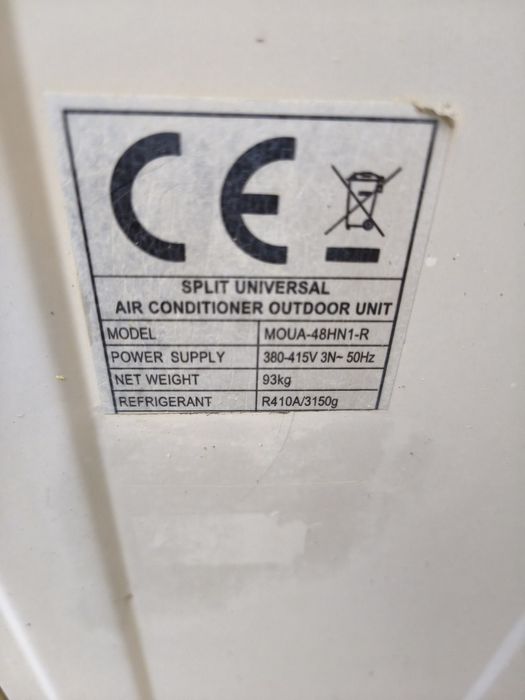 CE
SPLIT UNIVERSAL
AIR CONDITIONER OUTDOOR UNIT
MODEL MOUA-48HN1-R
POWER SUPPLY 380-415V 3N~ 50Hz
NET WEIGHT 93kg
REFRIGERANT R410A/3150g